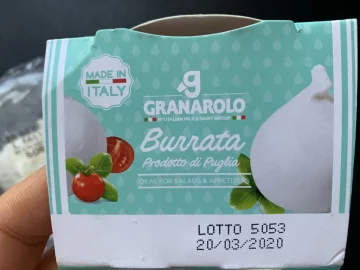 MADE IN
ITALY
GRANAROLO
N°1 ITALIAN MILK & DAIRY GROUP
Burrata
Prodotto di Puglia
IDEAL FOR SALADS & APPETIZERS
LOTTO 5053
20/03/2020